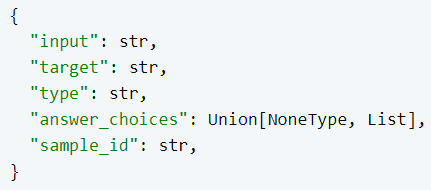 {
  "input": str,
  "target": str,
  "type": str,
  "answer_choices": Union[NoneType, List],
  "sample_id": str,
}